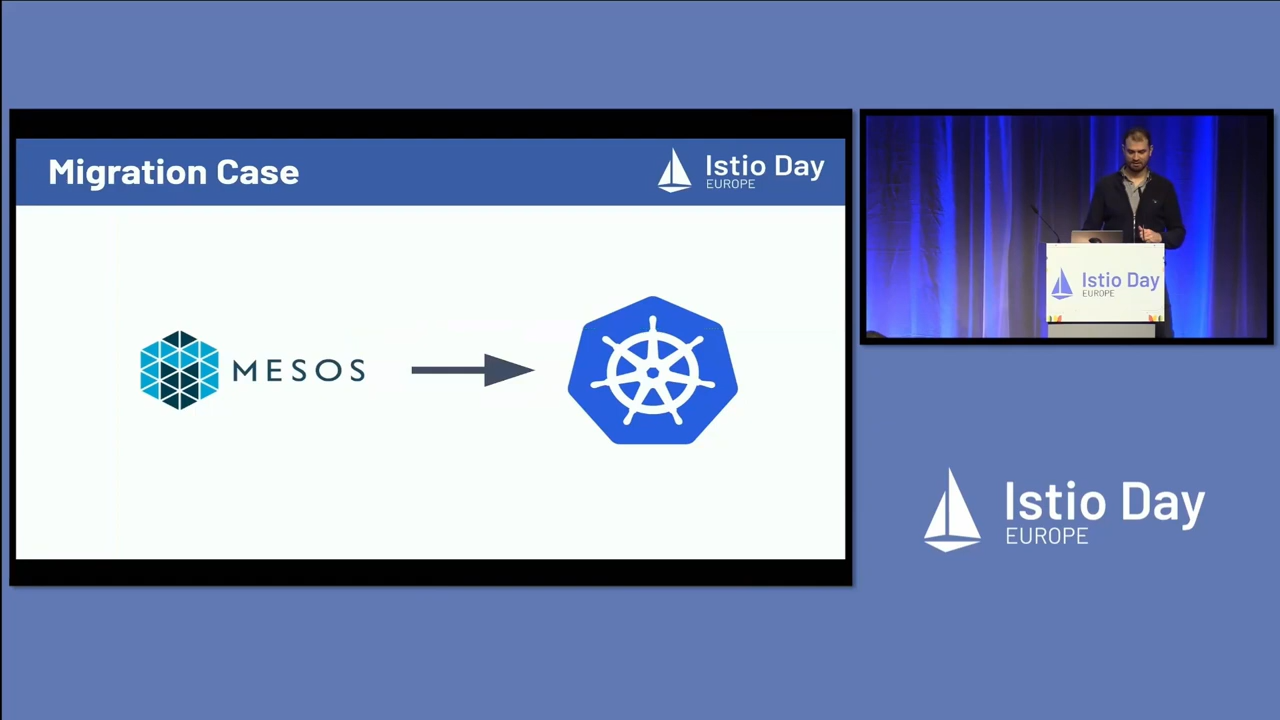 Migration Case
Istio Day
EUROPE
MESOS
Istio Day
EUROPE
Istio Day
EUROPE